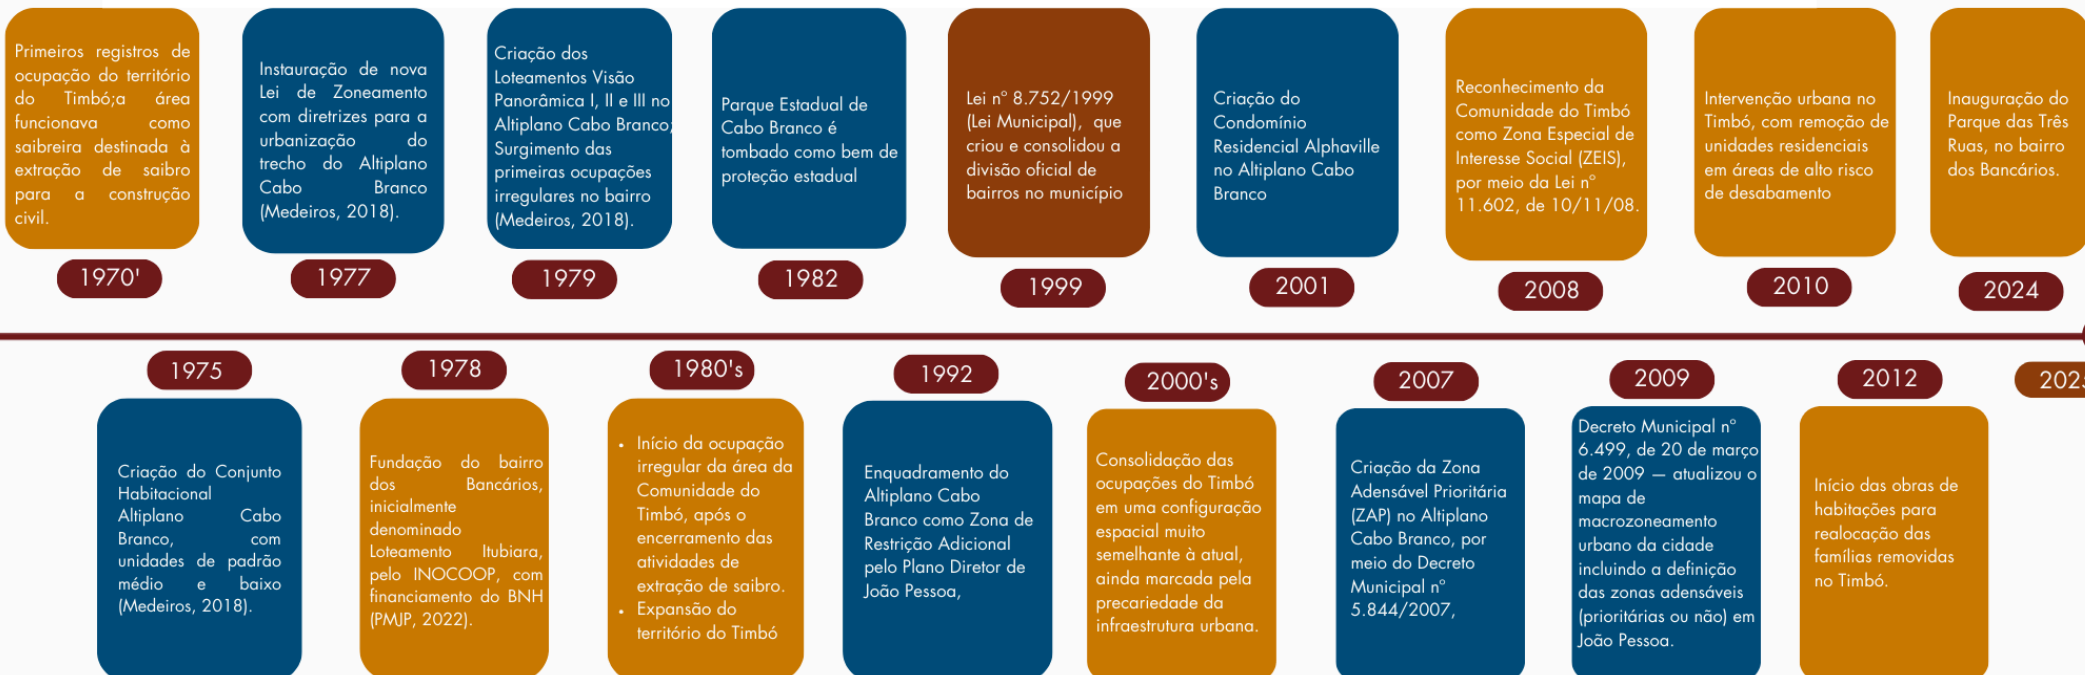 Primeiros registros de
ocupação do território
do Timbó;a área
funcionava como
saibreira destinada à
extração de saibro
para a construção
civil.
1970'
Instauração de nova
Lei de Zoneamento
com diretrizes para a
urbanização do
trecho do Altiplano
Cabo Branco
(Medeiros, 2018).
1977
Criação dos
Loteamentos Visão
Panorâmica I, II e III no
Altiplano Cabo Branco;
Surgimento das
primeiras ocupações
irregulares no bairro
(Medeiros, 2018).
1979
Parque Estadual de
Cabo Branco é
tombado como bem de
proteção estadual
1982
Lei nº 8.752/1999
(Lei Municipal), que
criou e consolidou a
divisão oficial de
bairros no município
1999
Criação do
Condomínio
Residencial Alphaville
no Altiplano Cabo
Branco
2001
Reconhecimento da
Comunidade do Timbó
como Zona Especial de
Interesse Social (ZEIS),
por meio da Lei nº
11.602, de 10/11/08.
2008
Intervenção urbana no
Timbó, com remoção de
unidades residenciais
em áreas de alto risco
de desabamento
2010
Inauguração do
Parque das Três
Ruas, no bairro
dos Bancários.
2024
1975
Criação do Conjunto
Habitacional
Altiplano Cabo
Branco, com
unidades de padrão
médio e baixo
(Medeiros, 2018).
1978
Fundação do bairro
dos Bancários,
inicialmente
denominado
Loteamento Itubiara,
pelo INOCOOP, com
financiamento do BNH
(PMJP, 2022).
1980's
• Início da ocupação
irregular da área da
Comunidade do
Timbó, após o
encerramento das
atividades de
extração de saibro.
• Expansão do
território do Timbó
1992
Enquadramento do
Altiplano Cabo
Branco como Zona de
Restrição Adicional
pelo Plano Diretor de
João Pessoa,
2000's
Consolidação das
ocupações do Timbó
em uma configuração
espacial muito
semelhante à atual,
ainda marcada pela
precariedade da
infraestrutura urbana.
2007
Criação da Zona
Adensável Prioritária
(ZAP) no Altiplano
Cabo Branco, por
meio do Decreto
Municipal nº
5.844/2007,
2009
Decreto Municipal nº
6.499, de 20 de março
de 2009 — atualizou o
mapa de
macrozoneamento
urbano da cidade
incluindo a definição
das zonas adensáveis
(prioritárias ou não) em
João Pessoa.
2012
Início das obras de
habitações para
realocação das
famílias removidas
no Timbó.